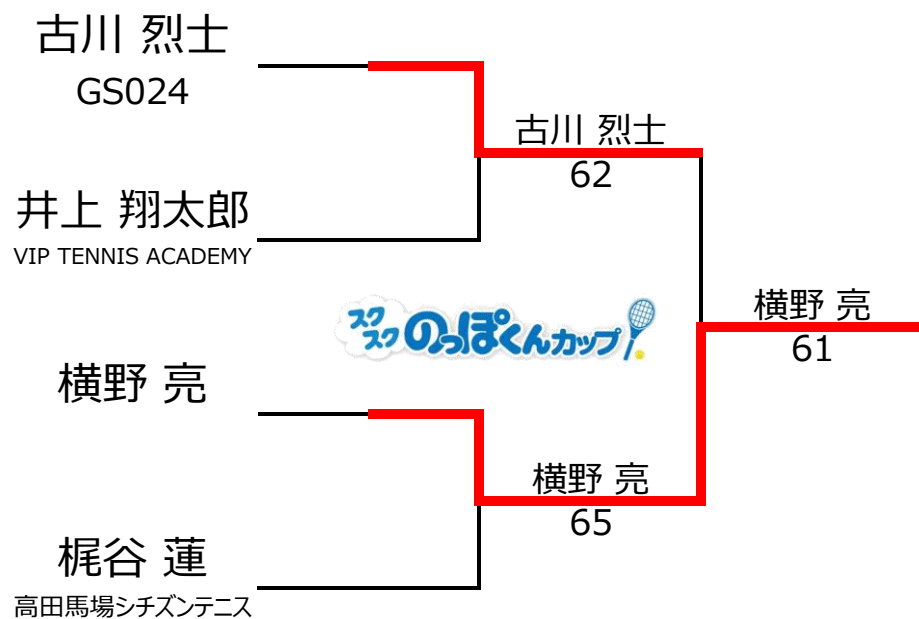 古川 烈士
GS024
古川 烈士
62
井上 翔太郎
VIP TENNIS ACADEMY
スクスク のっぽくんカップ
横野 亮
61
横野 亮
横野 亮
65
梶谷 蓮
高田馬場シチズンテニス